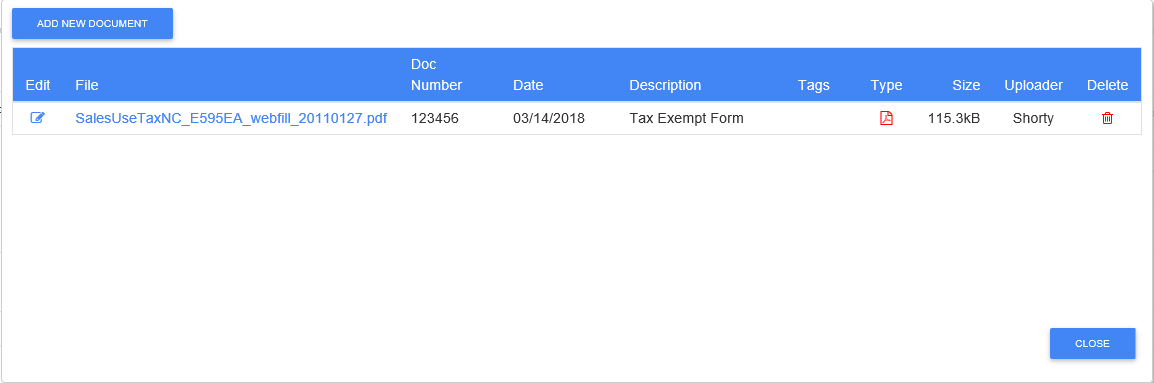 ADD NEW DOCUMENT
Doc
Edit File Number Date Description Tags Type Size Uploader Delete
SalesUseTaxNC_E595EA_webfill_20110127.pdf 123456 03/14/2018 Tax Exempt Form 115.3kB Shorty
CLOSE